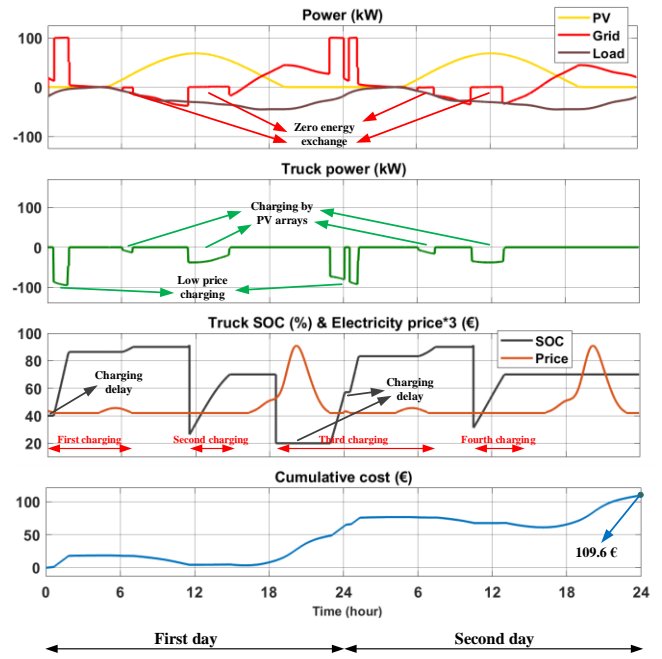 Power (kW)
PV
Grid
Load
100
0
-100
Zero energy
exchange
Truck power (kW)
100
0
-100
Charging by
PV arrays
Low price
charging
Truck SOC (%) & Electricity price*3 (€)
SOC
Price
100
80
60
40
20
Charging
delay
Charging
delay
First charging
Second charging
Third charging
Fourth charging
Cumulative cost (€)
100
50
0
109.6 €
0 6 12 18 24 6 12 18 24
Time (hour)
First day
Second day